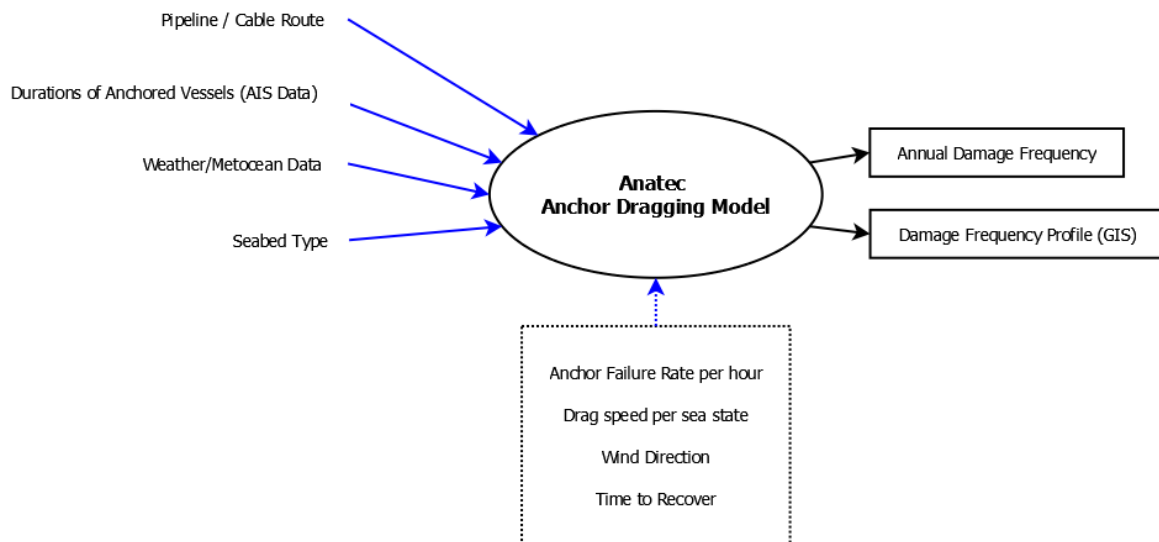 Pipeline / Cable Route
Durations of Anchored Vessels (AIS Data)
Weather/Metocean Data
Seabed Type
Anatec
Anchor Dragging Model
Annual Damage Frequency
Damage Frequency Profile (GIS)
Anchor Failure Rate per hour
Drag speed per sea state
Wind Direction
Time to Recover